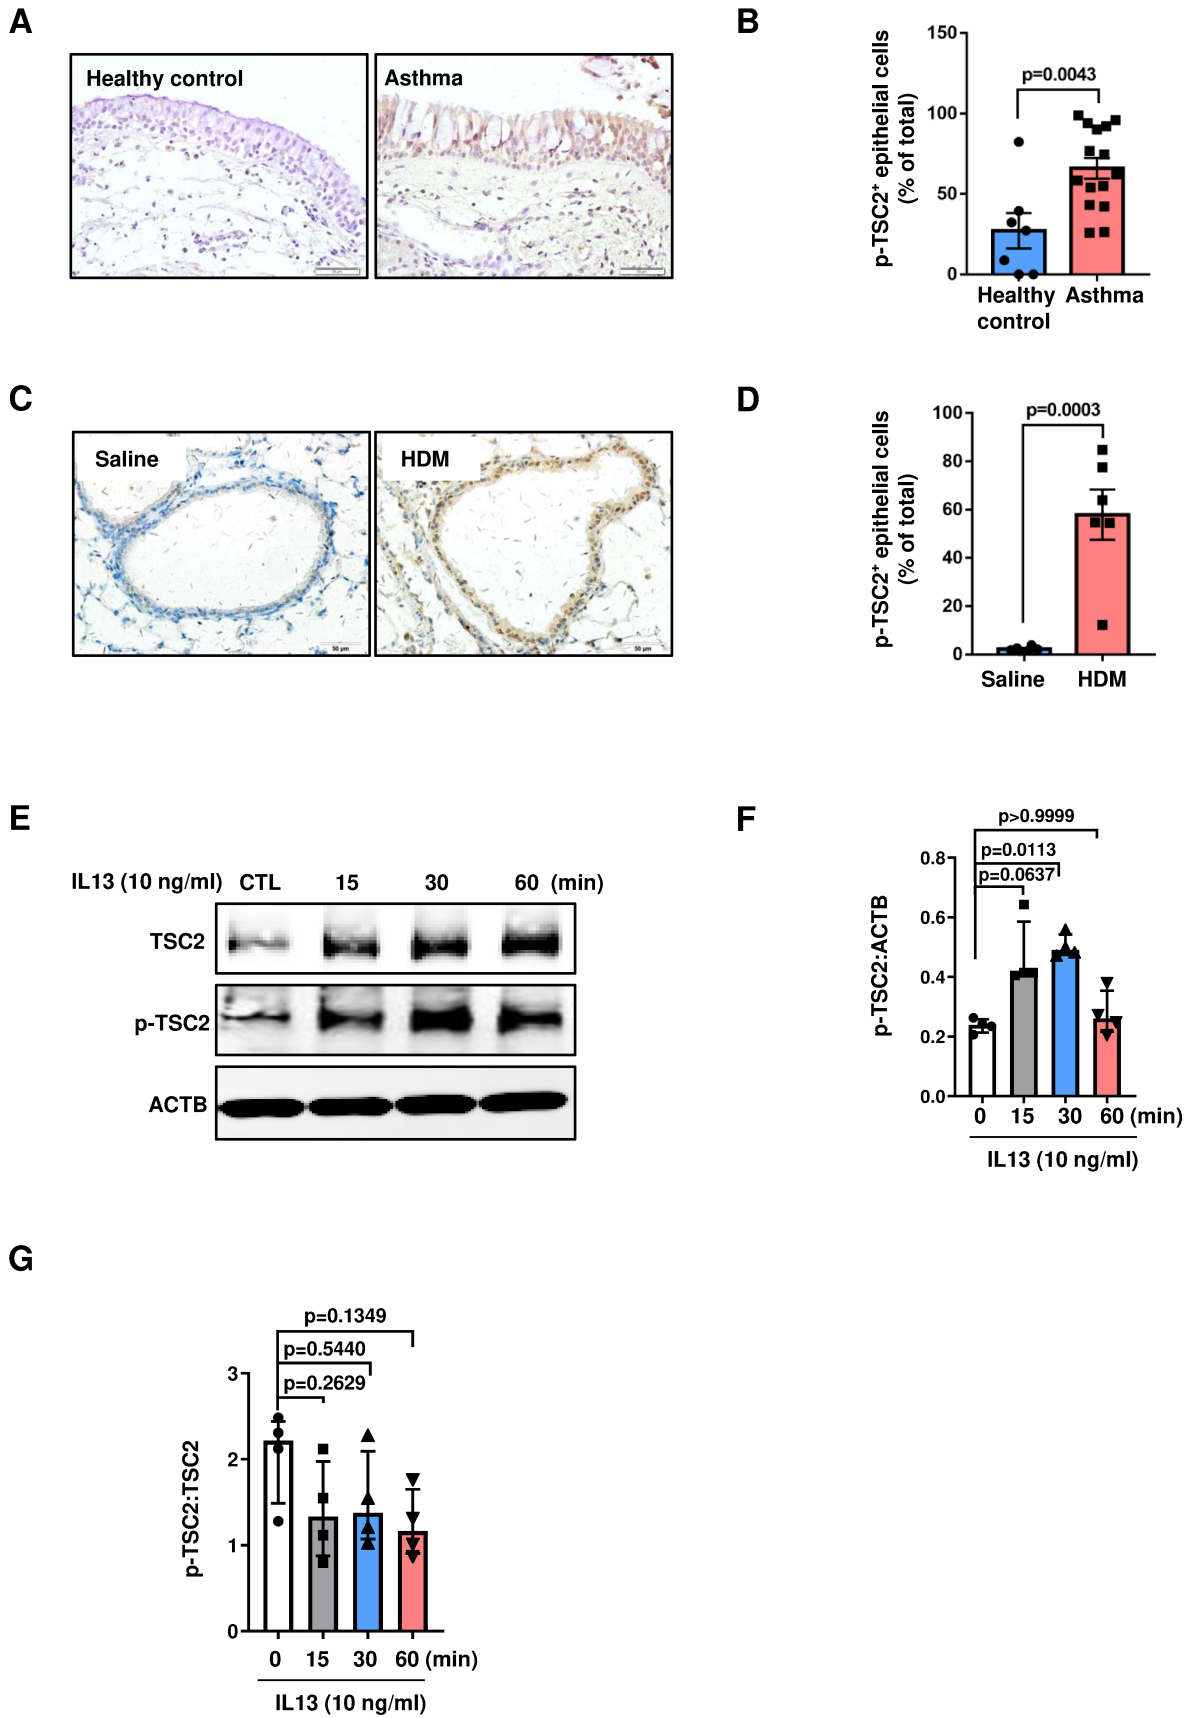 A
Healthy control
Asthma
B
p-TSC2+ epithelial cells
(% of total)
150
100
50
0
p=0.0043
Healthy
control
Asthma
C
Saline
50 µm
HDM
50 µm
D
p-TSC2+ epithelial cells
(% of total)
100
80
60
40
20
0
p=0.0003
Saline
HDM
E
IL13 (10 ng/ml) CTL 15 30 60 (min)
TSC2
p-TSC2
ACTB
F
p-TSC2:ACTB
p>0.9999
p=0.0113
p=0.0637
0.8
0.6
0.4
0.2
0.0
0 15 30 60 (min)
IL13 (10 ng/ml)
G
p-TSC2:TSC2
p=0.1349
p=0.5440
p=0.2629
3
2
1
0
0 15 30 60 (min)
IL13 (10 ng/ml)